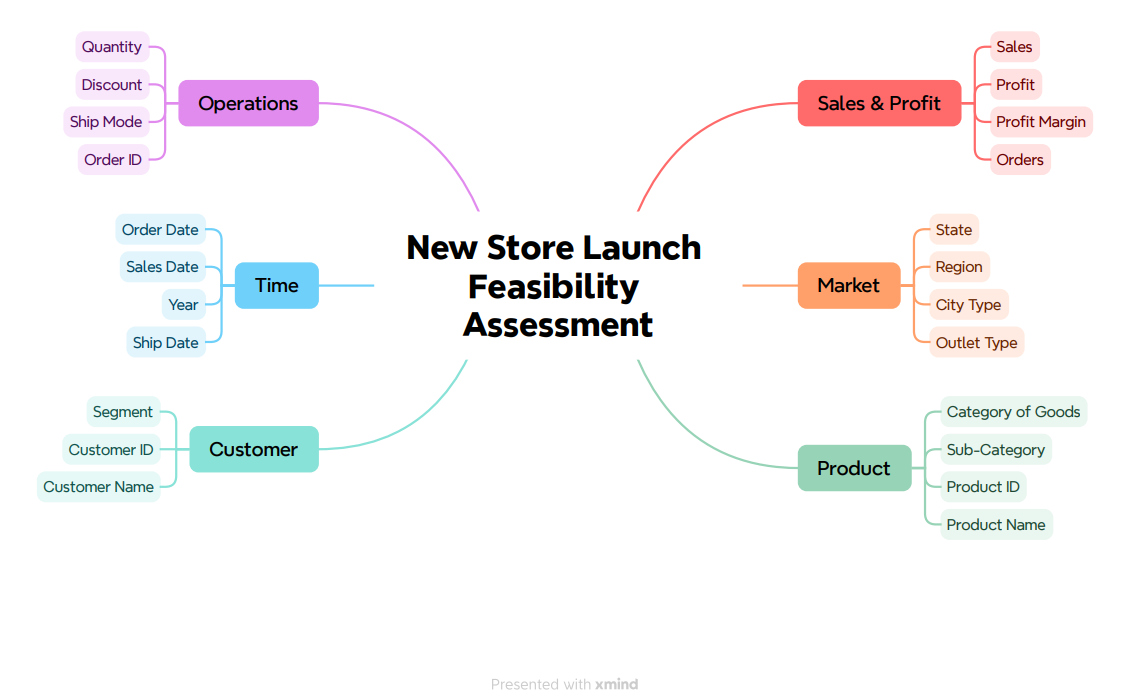 New Store Launch
Feasibility
Assessment
Sales & Profit
Sales
Profit
Profit Margin
Orders
Market
State
Region
City Type
Outlet Type
Product
Category of Goods
Sub-Category
Product ID
Product Name
Operations
Quantity
Discount
Ship Mode
Order ID
Time
Order Date
Sales Date
Year
Ship Date
Customer
Segment
Customer ID
Customer Name
Presented with xmind